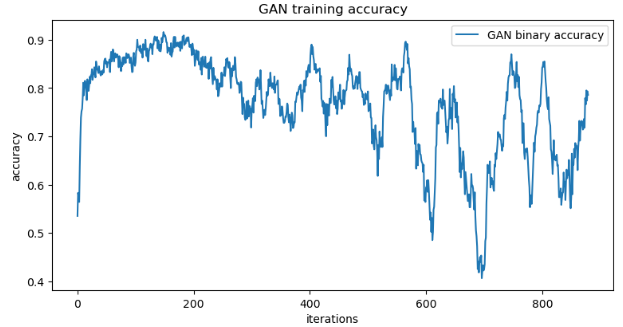 GAN training accuracy
GAN binary accuracy
accuracy
0.9
0.8
0.7
0.6
0.5
0.4
0
200
400
600
800
iterations